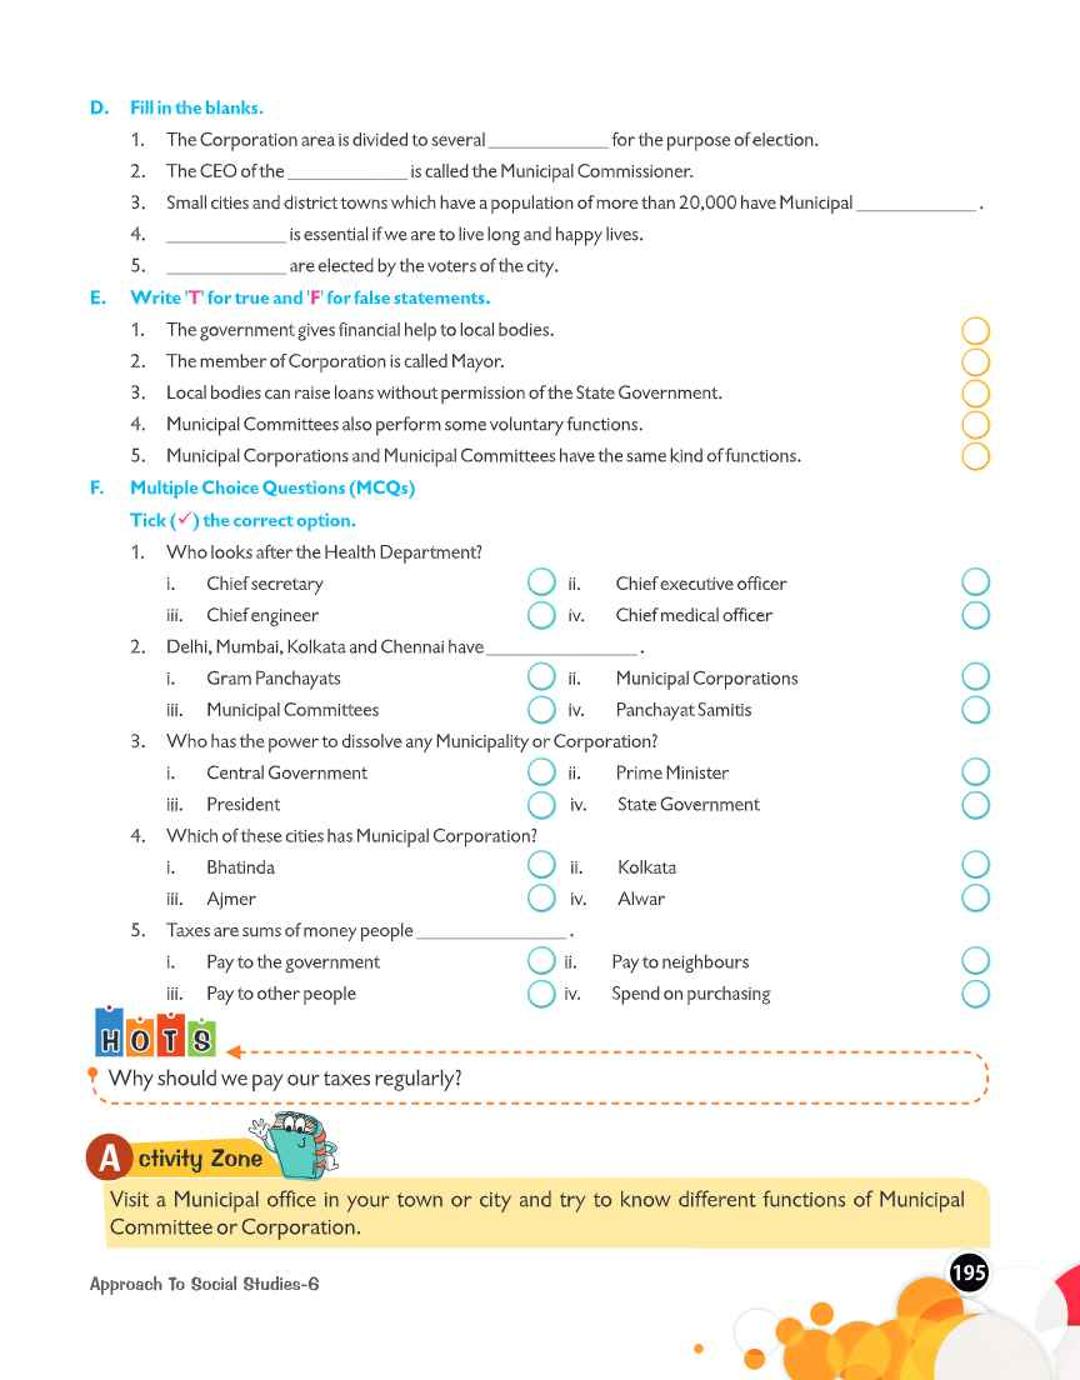 D. Fill in the blanks.
1. The Corporation area is divided to several ____________ for the purpose of election.
2. The CEO of the ____________ is called the Municipal Commissioner.
3. Small cities and district towns which have a population of more than 20,000 have Municipal ____________ .
4. ____________ is essential if we are to live long and happy lives.
5. ____________ are elected by the voters of the city.
E. Write 'T' for true and 'F' for false statements.
1. The government gives financial help to local bodies.
2. The member of Corporation is called Mayor.
3. Local bodies can raise loans without permission of the State Government.
4. Municipal Committees also perform some voluntary functions.
5. Municipal Corporations and Municipal Committees have the same kind of functions.
F. Multiple Choice Questions (MCQs)
Tick (✓) the correct option.
1. Who looks after the Health Department?
i. Chief secretary ii. Chief executive officer
iii. Chief engineer iv. Chief medical officer
2. Delhi, Mumbai, Kolkata and Chennai have _______________ .
i. Gram Panchayats ii. Municipal Corporations
iii. Municipal Committees iv. Panchayat Samitis
3. Who has the power to dissolve any Municipality or Corporation?
i. Central Government ii. Prime Minister
iii. President iv. State Government
4. Which of these cities has Municipal Corporation?
i. Bhatinda ii. Kolkata
iii. Ajmer iv. Alwar
5. Taxes are sums of money people _______________ .
i. Pay to the government ii. Pay to neighbours
iii. Pay to other people iv. Spend on purchasing
HOTS
Why should we pay our taxes regularly?
Activity Zone
Visit a Municipal office in your town or city and try to know different functions of Municipal
Committee or Corporation.
Approach To Social Studies-6
195